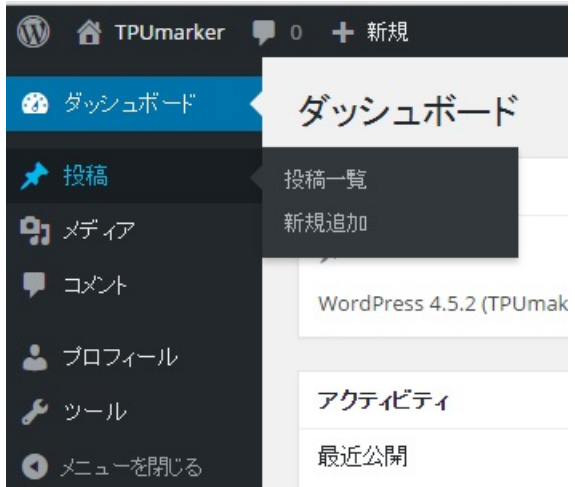 TPUmarker 0 新規
ダッシュボード
投稿
メディア
コメント
プロフィール
ツール
メニューを閉じる
投稿一覧
新規追加
ダッシュボード
WordPress 4.5.2 (TPUmak
アクティビティ
最近公開